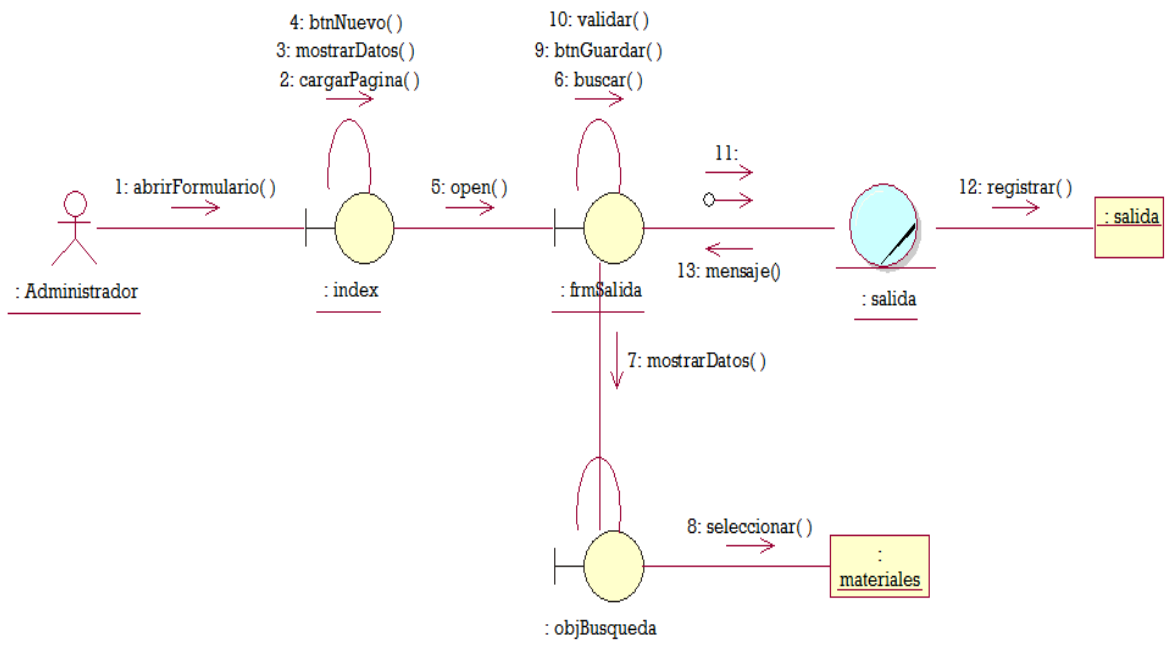 4: btnNuevo( )
3: mostrarDatos( )
2: cargarPagina( )
10: validar( )
9: btnGuardar( )
6: buscar( )
11:
1: abrirFormulario( )
5: open( )
12: registrar( )
: salida
13: mensaje()
: Administrador
: index
: frmSalida
: salida
7: mostrarDatos( )
8: seleccionar( )
:
materiales
: objBusqueda